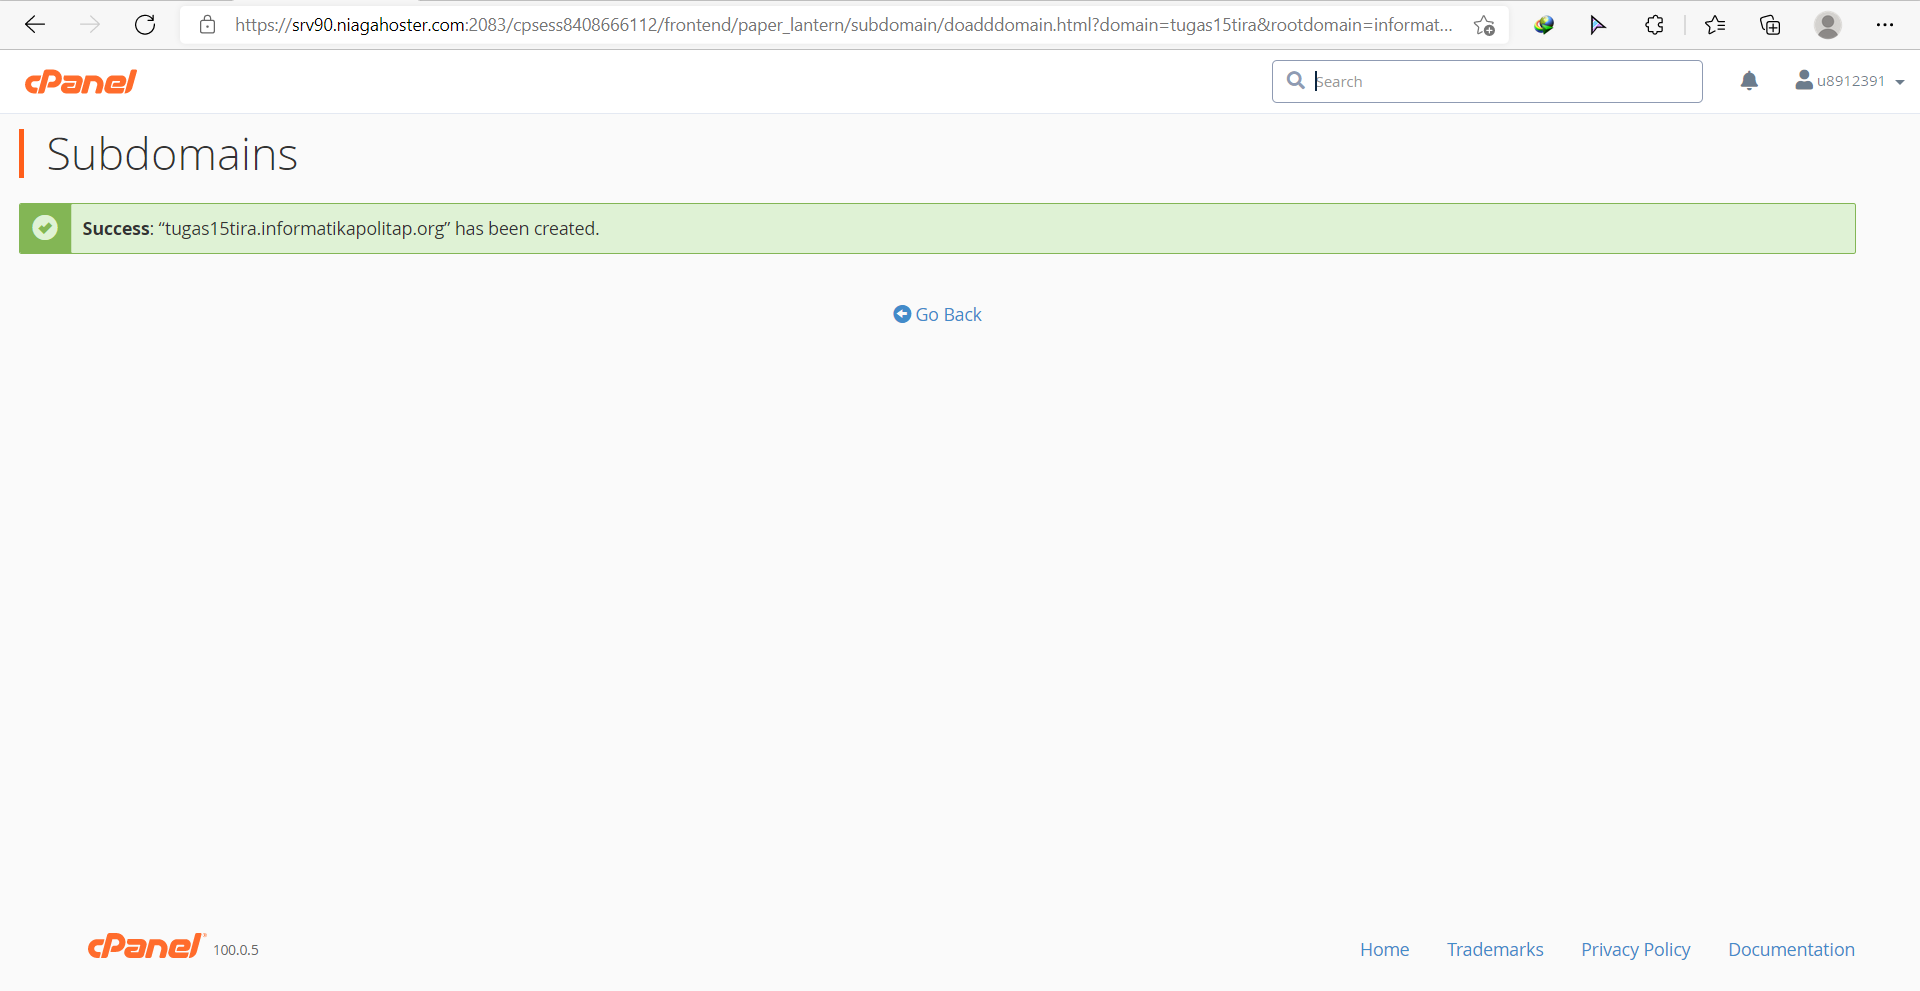 https://srv90.niagahoster.com:2083/cpsess8408666112/frontend/paper_lantern/subdomain/doadddomain.html?domain=tugas15tira&rootdomain=informat...
cPanel
Search
u8912391
Subdomains
Success: “tugas15tira.informatikapolitap.org” has been created.
Go Back
cPanel® 100.0.5
Home
Trademarks
Privacy Policy
Documentation